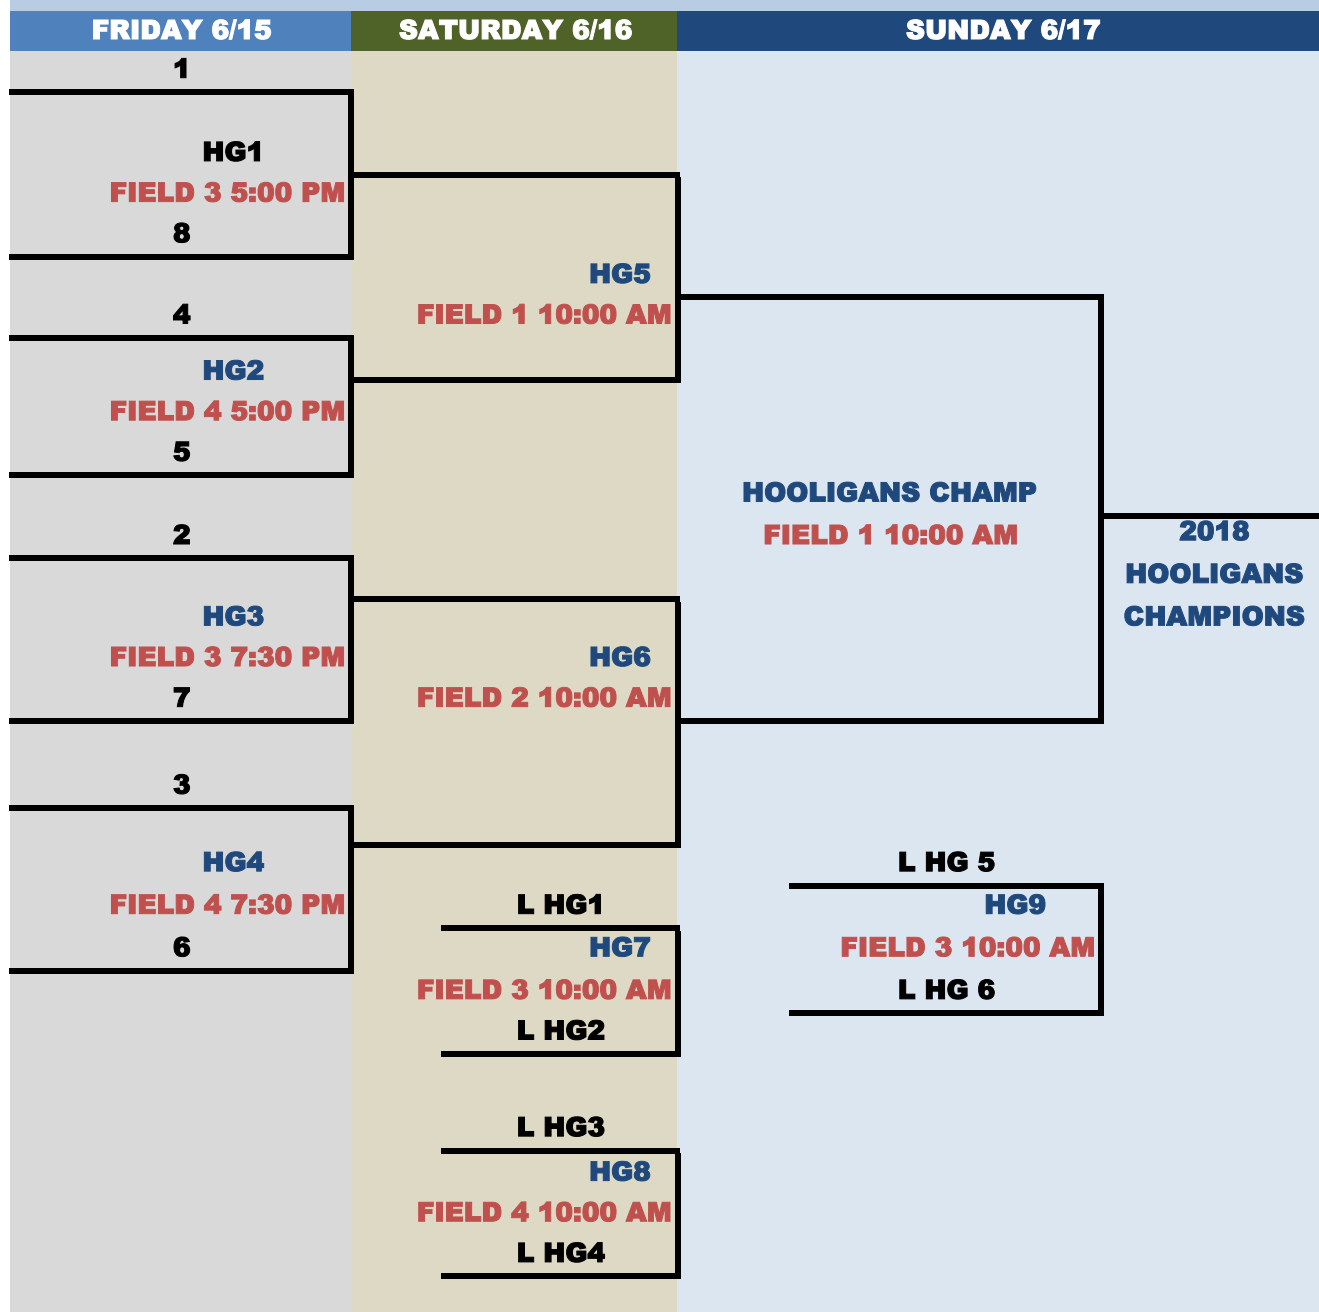 FRIDAY 6/15
SATURDAY 6/16
SUNDAY 6/17
1
HG1
FIELD 3 5:00 PM
8
4
HG2
FIELD 4 5:00 PM
5
2
HG3
FIELD 3 7:30 PM
7
3
HG4
FIELD 4 7:30 PM
6
HG5
FIELD 1 10:00 AM
HG6
FIELD 2 10:00 AM
L HG1
HG7
FIELD 3 10:00 AM
L HG2
L HG3
HG8
FIELD 4 10:00 AM
L HG4
HOOLIGANS CHAMP
FIELD 1 10:00 AM
2018
HOOLIGANS
CHAMPIONS
L HG 5
HG9
FIELD 3 10:00 AM
L HG 6